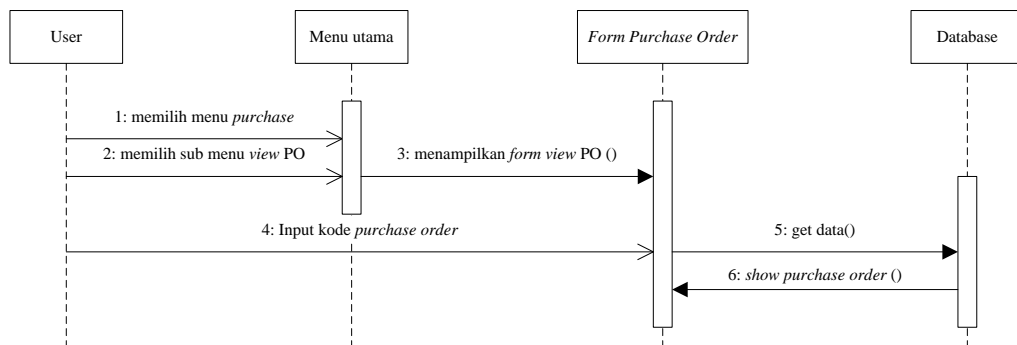 User
Menu utama
Form Purchase Order
Database
1: memilih menu purchase
2: memilih sub menu view PO
3: menampilkan form view PO ()
4: Input kode purchase order
5: get data()
6: show purchase order ()